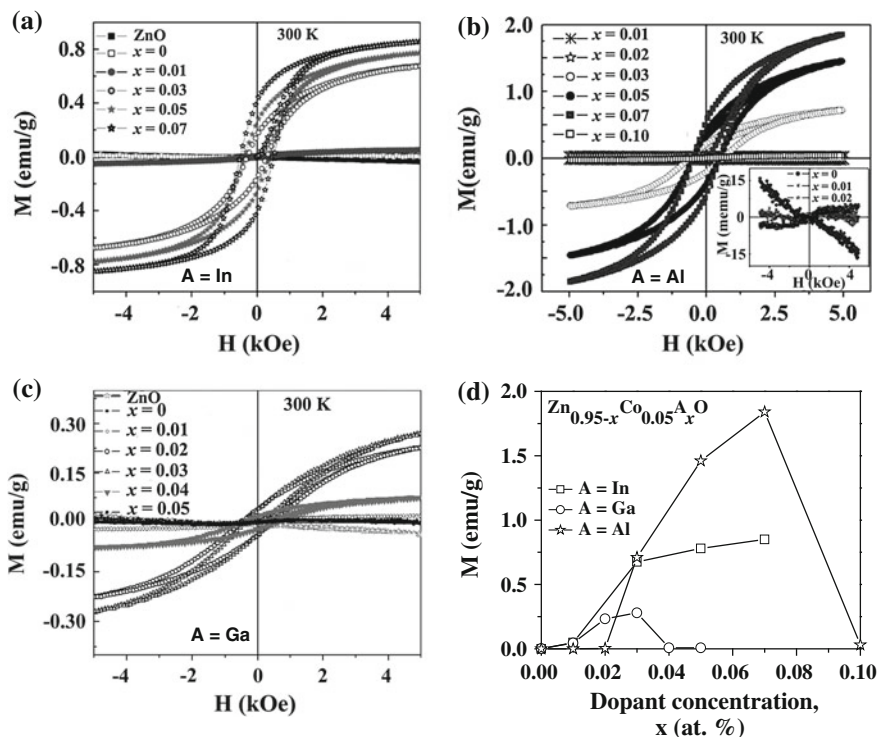 (a)
ZnO
x = 0
x = 0.01
x = 0.03
x = 0.05
x = 0.07
300 K
0.8
0.4
0.0
-0.4
-0.8
M (emu/g)
A = In
-4 -2 0 2 4
H (kOe)
(b)
300 K
x = 0.01
x = 0.02
x = 0.03
x = 0.05
x = 0.07
x = 0.10
2.0
1.0
0.0
-1.0
-2.0
M(emu/g)
15
0
-15
M (memu/g)
x = 0
x = 0.01
x = 0.02
-4 0 4
H (kOe)
A = Al
-5.0 -2.5 0.0 2.5 5.0
H (kOe)
(c)
ZnO
x = 0
x = 0.01
x = 0.02
x = 0.03
x = 0.04
x = 0.05
300 K
0.30
0.15
0.00
-0.15
-0.30
M (emu/g)
A = Ga
-4 -2 0 2 4
H (kOe)
(d)
Zn0.95-xCo0.05AxO
A = In
A = Ga
A = Al
2.0
1.5
1.0
0.5
0.0
M (emu/g)
0.00 0.02 0.04 0.06 0.08 0.10
Dopant concentration,
x (at. %)